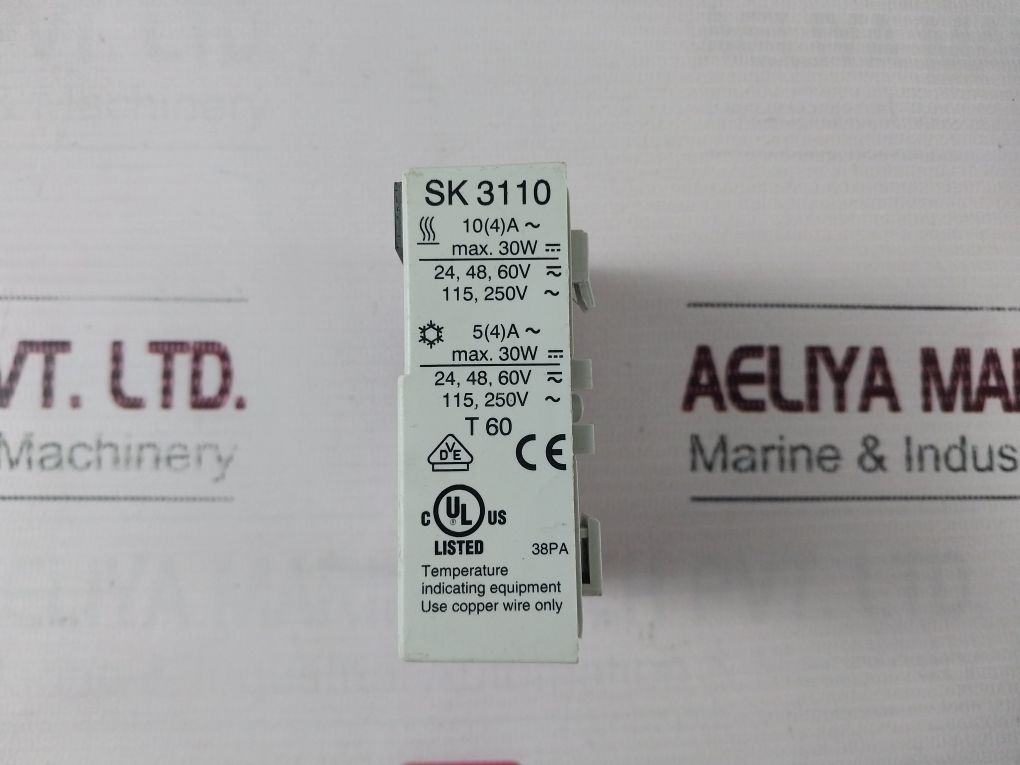 SK 3110
10(4)A ~
max. 30W ⎓
24, 48, 60V ≂
115, 250V ~
5(4)A ~
max. 30W ⎓
24, 48, 60V ≂
115, 250V ~
T 60
DVE CE
C UL US
®
LISTED 38PA
Temperature
indicating equipment
Use copper wire only
VT. LTD.
Machinery
AELIYA MA
Marine & Indus